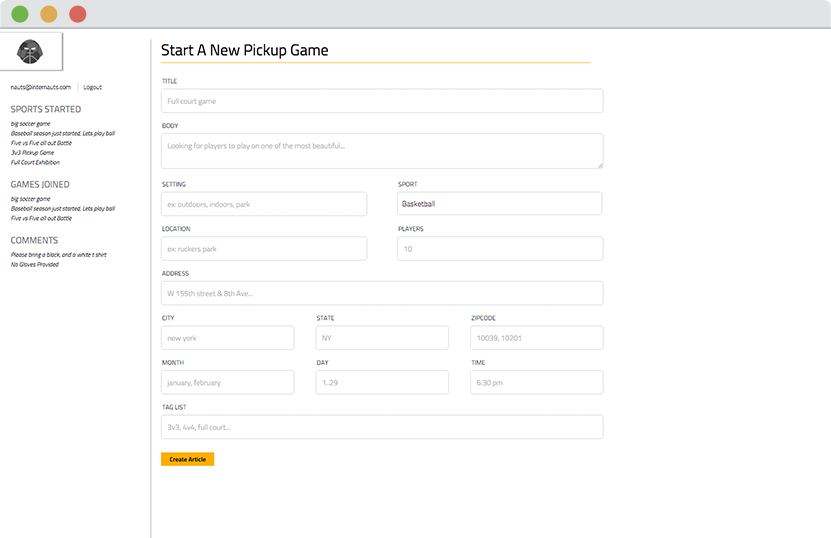 nauts@internauts.com Logout
SPORTS STARTED
big soccer game
Baseball season just started, Lets play ball
Five vs Five all out Battle
3v3 Pickup Game
Full Court Exhibition
GAMES JOINED
big soccer game
Baseball season just started, Lets play ball
Five vs Five all out Battle
COMMENTS
Please bring a black, and a white t shirt
No Gloves Provided
Start A New Pickup Game
TITLE
Full court game
BODY
Looking for players to play on one of the most beautiful...
SETTING SPORT
ex: outdoors, indoors, park Basketball
LOCATION PLAYERS
ex: ruckers park 10
ADDRESS
W 155th street & 8th Ave...
CITY STATE ZIPCODE
new york NY 10039, 10201
MONTH DAY TIME
january, february 1..29 6:30 pm
TAG LIST
3v3, 4v4, full court...
Create Article